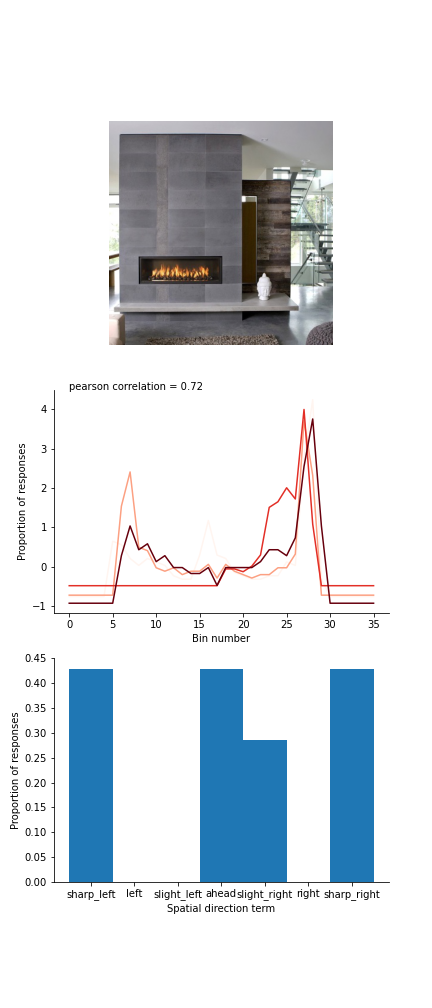 pearson correlation = 0.72
Proportion of responses
4
3
2
1
0
−1
0 5 10 15 20 25 30 35
Bin number
Proportion of responses
0.45
0.40
0.35
0.30
0.25
0.20
0.15
0.10
0.05
0.00
sharp_left left slight_left ahead slight_right right sharp_right
Spatial direction term